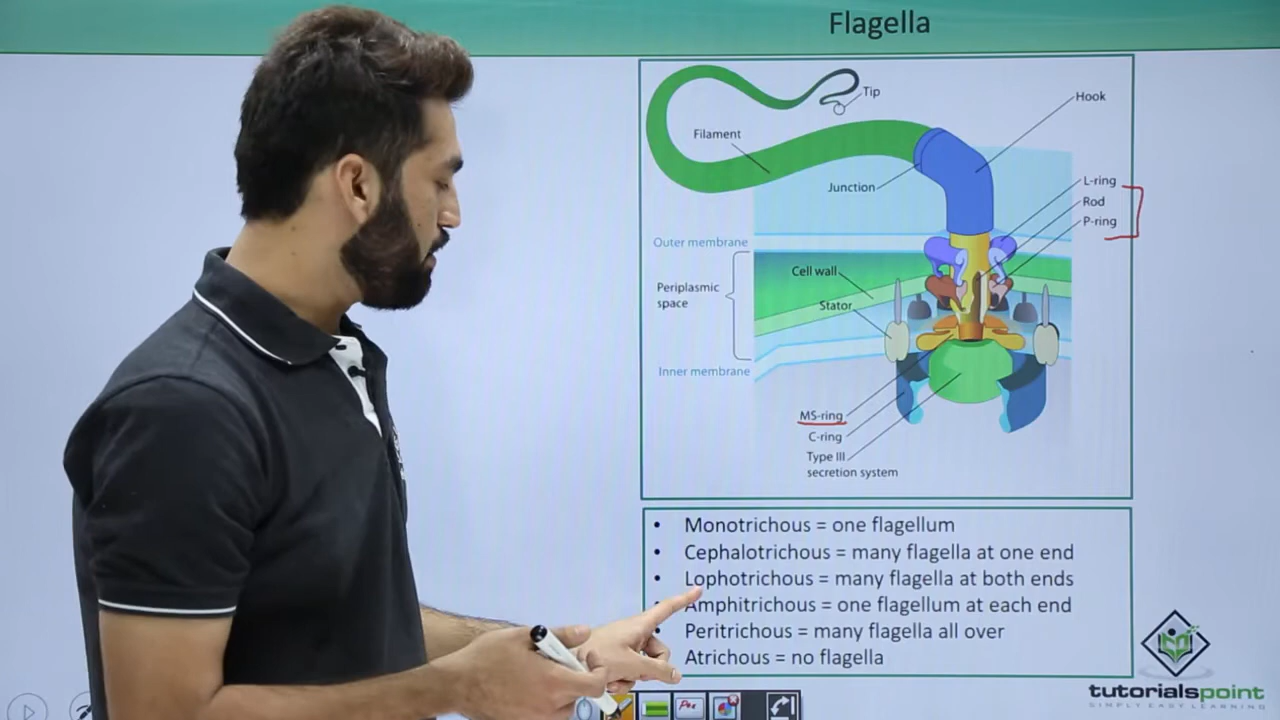 Flagella
Tip
Hook
Filament
Junction
L-ring
Rod
P-ring
Outer membrane
Cell wall
Periplasmic
space
Stator
Inner membrane
MS-ring
C-ring
Type III
secretion system
• Monotrichous = one flagellum
• Cephalotrichous = many flagella at one end
• Lophotrichous = many flagella at both ends
• Amphitrichous = one flagellum at each end
• Peritrichous = many flagella all over
• Atrichous = no flagella
tutorialspoint
SIMPLY EASY LEARNING
Pen